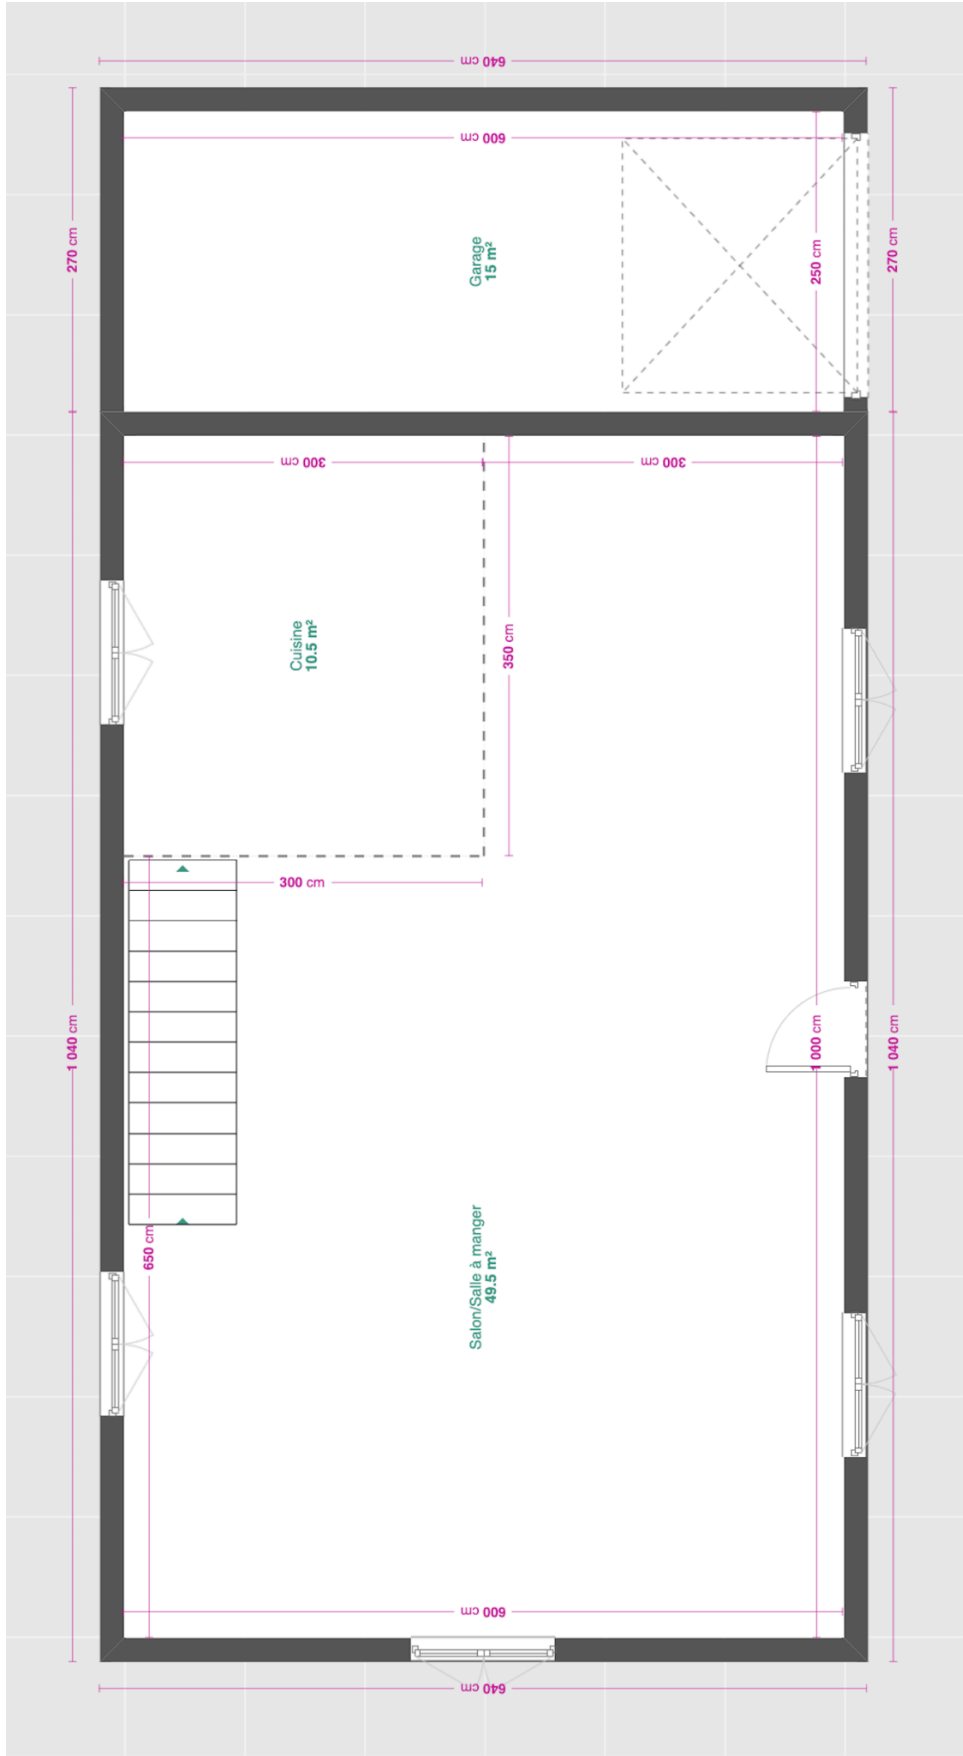 640 cm
600 cm
270 cm
Garage
15 m²
250 cm
270 cm
300 cm
300 cm
Cuisine
10.5 m²
350 cm
300 cm
1 040 cm
1 000 cm
1 040 cm
650 cm
Salon/Salle à manger
49.5 m²
600 cm
640 cm